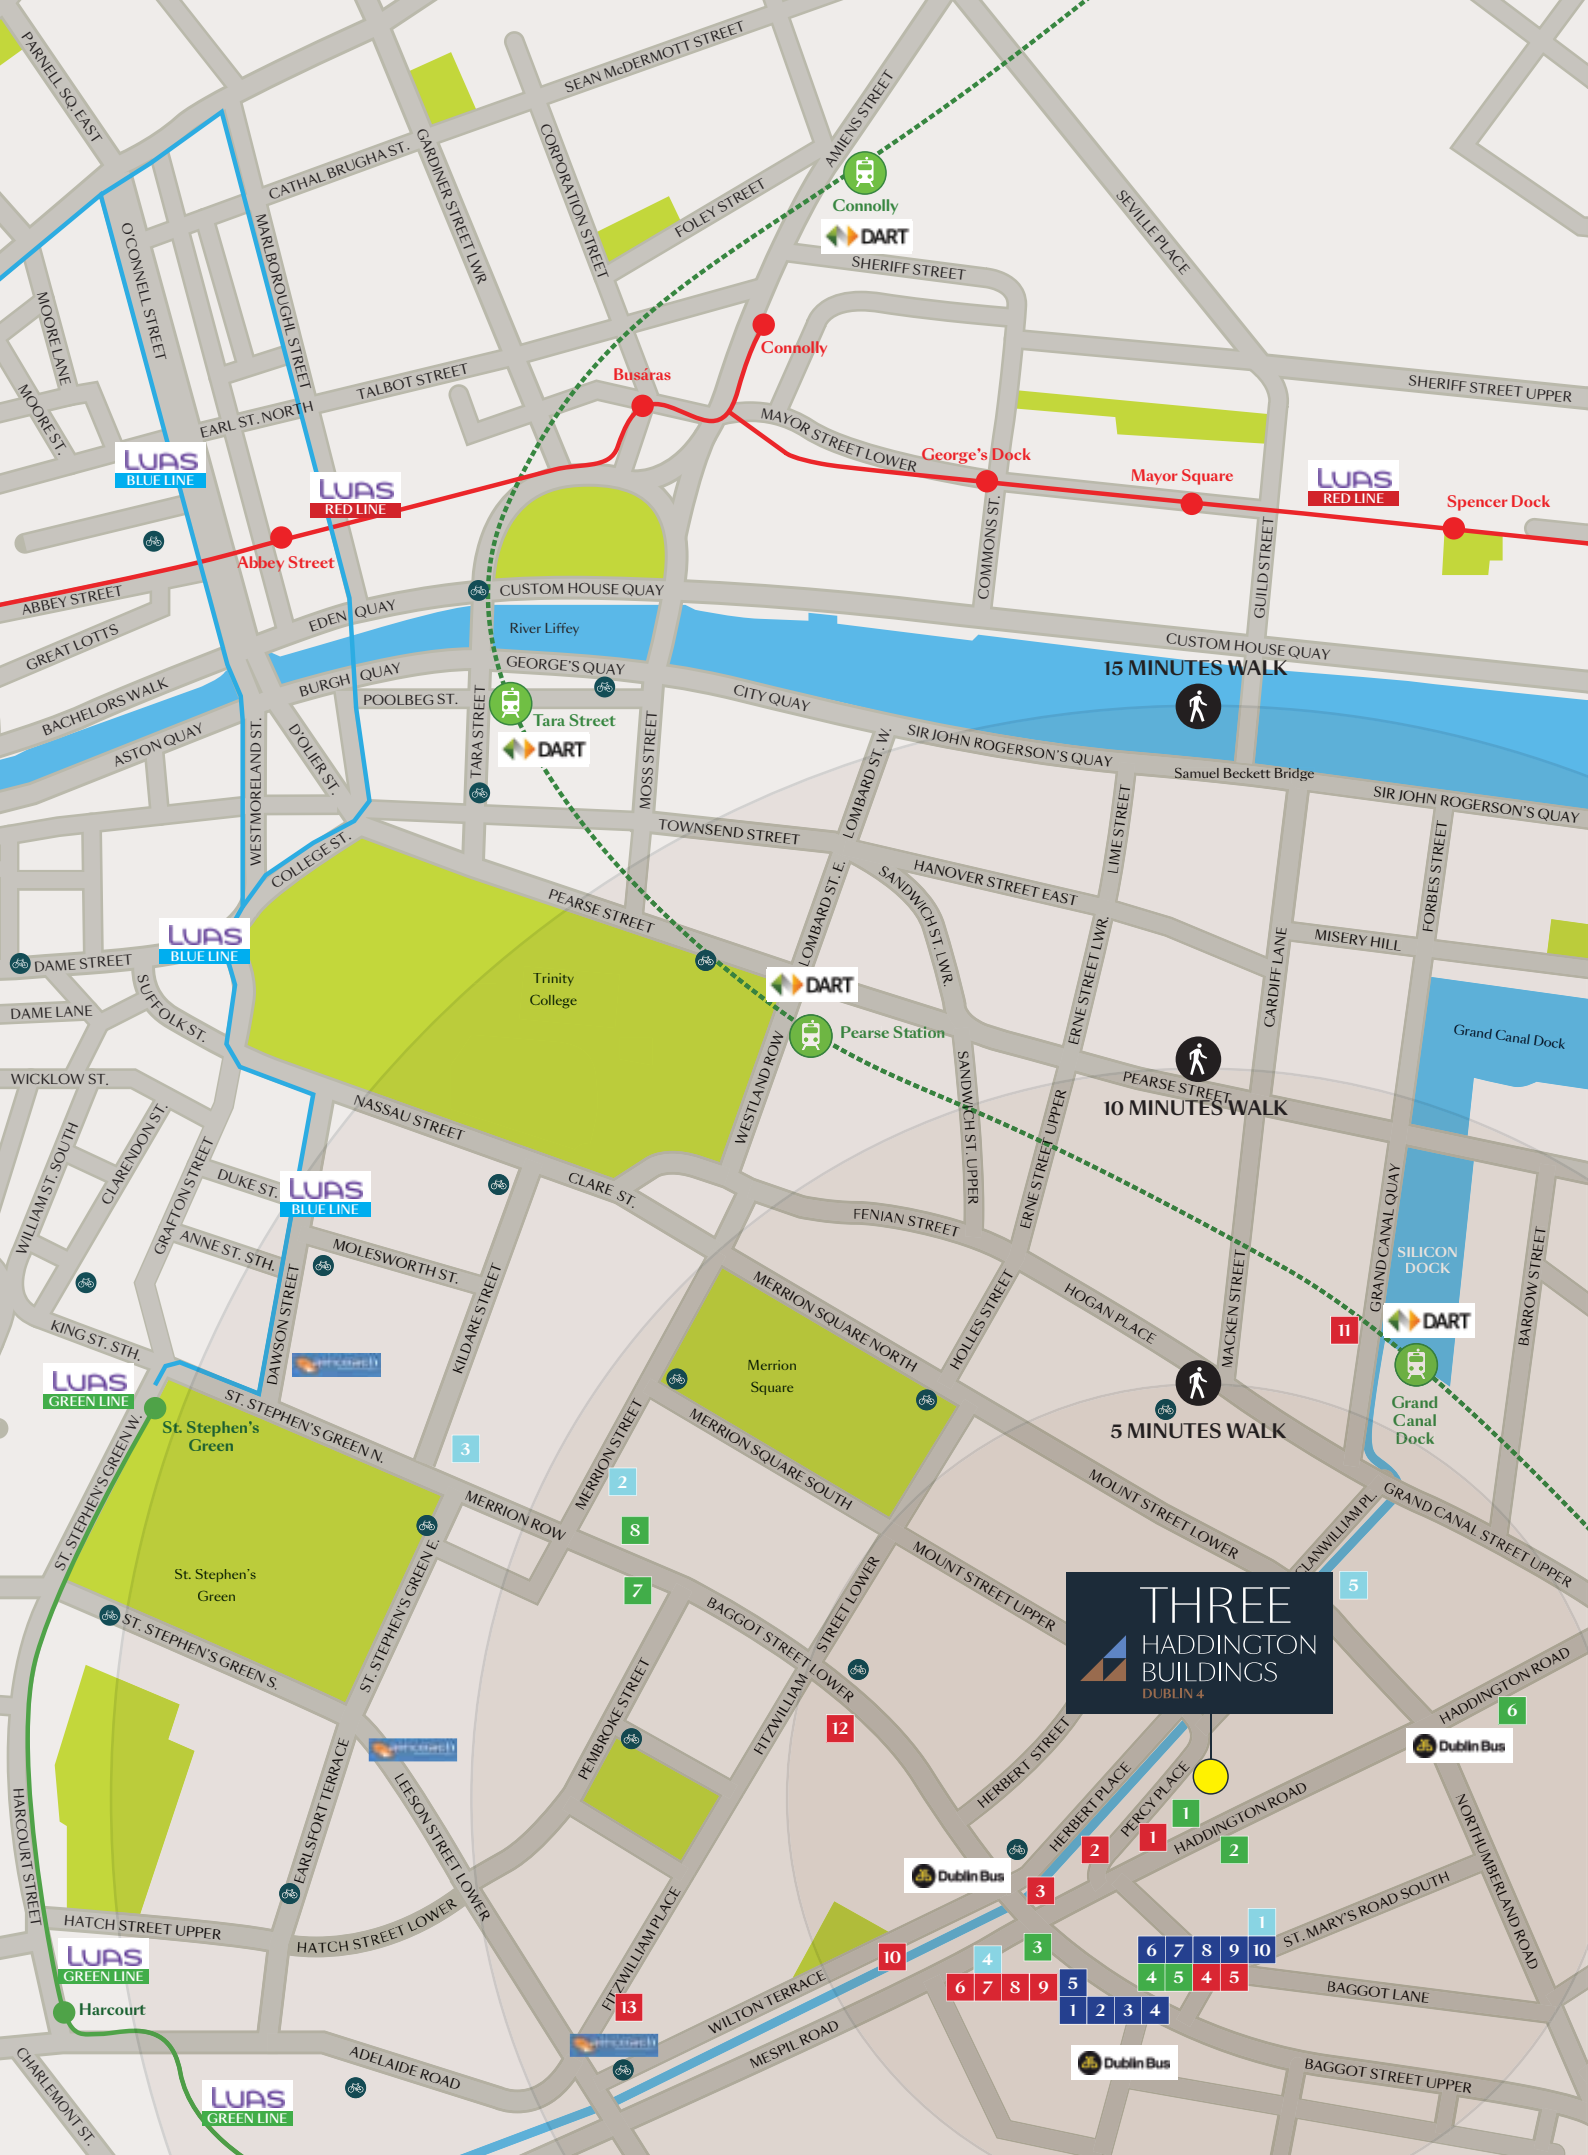 PARNELL SQ. EAST
SEAN McDERMOTT STREET
AMIENS STREET
CATHAL BRUGHA ST.
GARDINER STREET LWR
CORPORATION STREET
FOLEY STREET
Connolly
DART
SEVILLE PLACE
O'CONNELL STREET
MARLBOROUGHL STREET
MOORE LANE
MOORE ST.
SHERIFF STREET
Connolly
SHERIFF STREET UPPER
Busáras
TALBOT STREET
EARL ST. NORTH
MAYOR STREET LOWER
George's Dock
Mayor Square
LUAS
RED LINE
Spencer Dock
LUAS
BLUE LINE
LUAS
RED LINE
Abbey Street
ABBEY STREET
COMMONS ST.
GUILD STREET
CUSTOM HOUSE QUAY
EDEN QUAY
GREAT LOTTS
River Liffey
CUSTOM HOUSE QUAY
15 MINUTES WALK
BACHELORS WALK
BURGH QUAY
GEORGE'S QUAY
POOLBEG ST.
CITY QUAY
Tara Street
DART
TARA STREET
MOSS STREET
ASTON QUAY
WESTMORELAND ST.
D'OLIER ST.
LOMBARD ST. W.
SIR JOHN ROGERSON'S QUAY
Samuel Beckett Bridge
SIR JOHN ROGERSON'S QUAY
COLLEGE ST.
TOWNSEND STREET
LIME STREET
FORBES STREET
PEARSE STREET
LOMBARD ST. E.
SANDWICH ST. LWR.
HANOVER STREET EAST
ERNE STREET LWR.
CARDIFF LANE
MISERY HILL
LUAS
BLUE LINE
DAME STREET
SUFFOLK ST.
DAME LANE
Trinity
College
DART
Pearse Station
Grand Canal Dock
WICKLOW ST.
NASSAU STREET
WESTLAND ROW
SANDWICH ST. UPPER
ERNE STREET UPPER
PEARSE STREET
10 MINUTES WALK
WILLIAM ST. SOUTH
CLARENDON ST.
GRAFTON STREET
DUKE ST.
LUAS
BLUE LINE
CLARE ST.
FENIAN STREET
GRAND CANAL QUAY
SILICON
DOCK
BARROW STREET
ANNE ST. STH.
MOLESWORTH ST.
DAWSON STREET
KILDARE STREET
MERRION SQUARE NORTH
HOLLES STREET
HOGAN PLACE
MACKEN STREET
11
DART
KING ST. STH.
aircoach
LUAS
GREEN LINE
St. Stephen's
Green
Merrion
Square
5 MINUTES WALK
Grand
Canal
Dock
ST. STEPHEN'S GREEN W.
ST. STEPHEN'S GREEN N.
3
MERRION STREET
2
MERRION SQUARE SOUTH
MERRION ROW
8
7
MOUNT STREET LOWER
GRAND CANAL STREET UPPER
CLANWILLIAM PL.
5
St. Stephen's
Green
ST. STEPHEN'S GREEN E.
ST. STEPHEN'S GREEN S.
BAGGOT STREET LOWER
MOUNT STREET UPPER
FITZWILLIAM STREET LOWER
THREE
HADDINGTON
BUILDINGS
DUBLIN 4
HADDINGTON ROAD
6
Dublin Bus
PEMBROKE STREET
12
HERBERT STREET
HERBERT PLACE
PERCY PLACE
HADDINGTON ROAD
1
1
2
2
aircoach
EARLSFORT TERRACE
LEESON STREET LOWER
HARCOURT STREET
NORTHUMBERLAND ROAD
Dublin Bus
3
HATCH STREET UPPER
HATCH STREET LOWER
FITZWILLIAM PLACE
ST. MARY'S ROAD SOUTH
LUAS
GREEN LINE
10
3
4
6 7 8 9
5
1 2 3 4
1
6 7 8 9 10
4 5 4 5
BAGGOT LANE
Harcourt
13
WILTON TERRACE
MESPIL ROAD
aircoach
Dublin Bus
BAGGOT STREET UPPER
ADELAIDE ROAD
CHARLEMONT ST.
LUAS
GREEN LINE